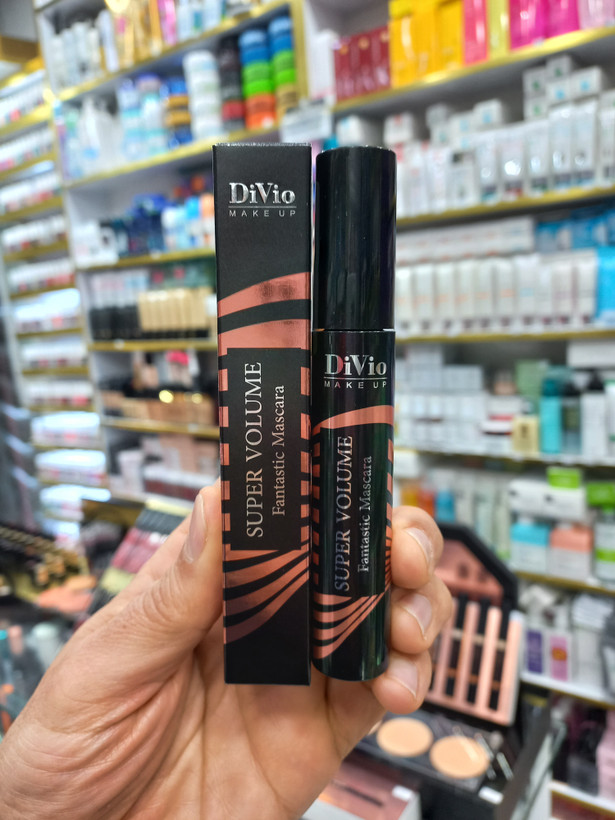 DiVio
MAKE UP
SUPER VOLUME
Fantastic Mascara
DiVio
MAKE UP
SUPER VOLUME
Fantastic Mascara